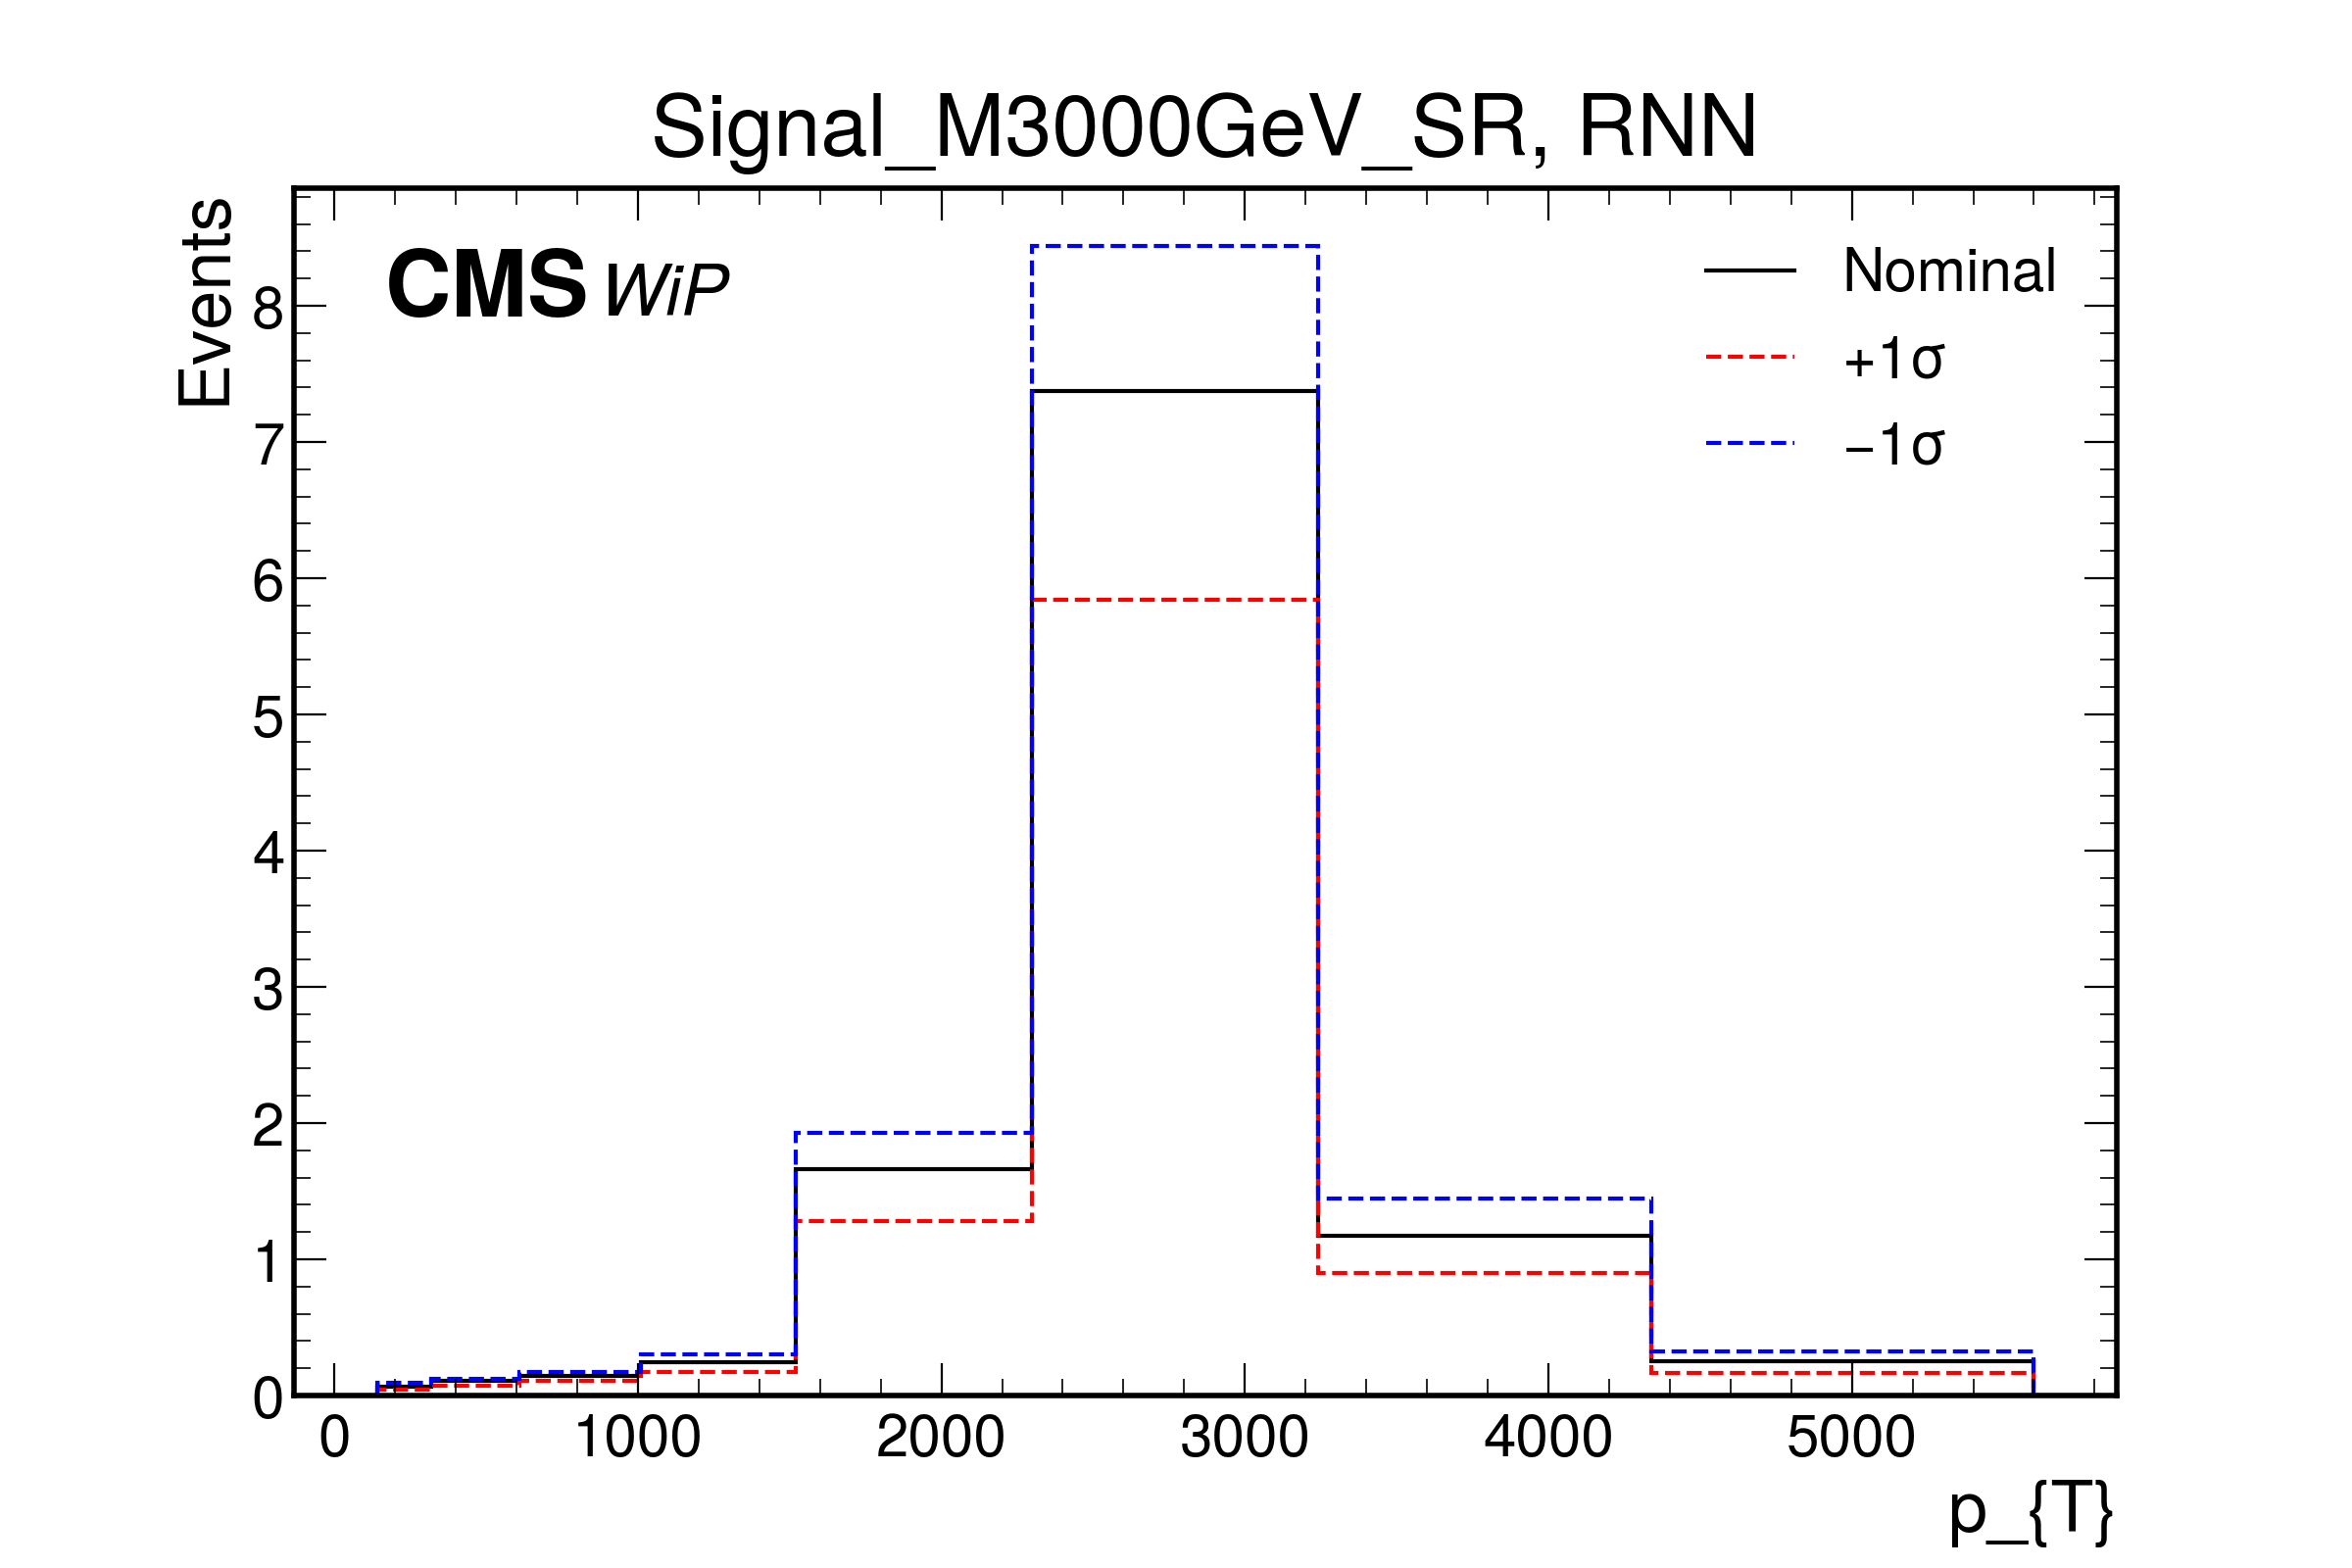 Signal_M3000GeV_SR, RNN
Events
CMS WiP
Nominal
+1σ
−1σ
8
7
6
5
4
3
2
1
0
0 1000 2000 3000 4000 5000
p_{T}